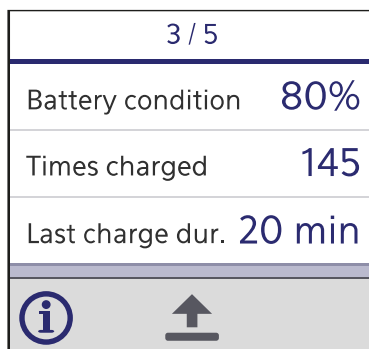 3 / 5
Battery condition 80%
Times charged 145
Last charge dur. 20 min